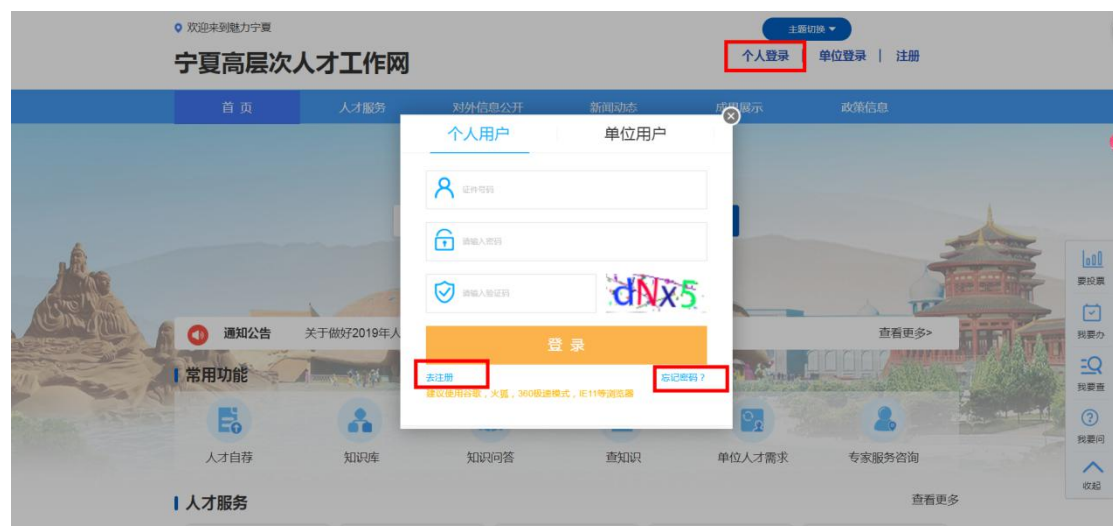 欢迎来到魅力宁夏
主题切换
宁夏高层次人才工作网
个人登录 | 单位登录 | 注册
首 页 人才服务 对外信息公开 新闻动态 成果展示 政策信息
个人用户 单位用户
证件号码
请输入密码
请输入验证码
dNx5
登 录
去注册 忘记密码？
建议使用谷歌，火狐，360极速模式，IE11等浏览器
通知公告 关于做好2019年人 查看更多>
常用功能
人才自荐 知识库 知识问答 查知识 单位人才需求 专家服务咨询
人才服务 查看更多
要投票
我要办
我要查
我要问
收起